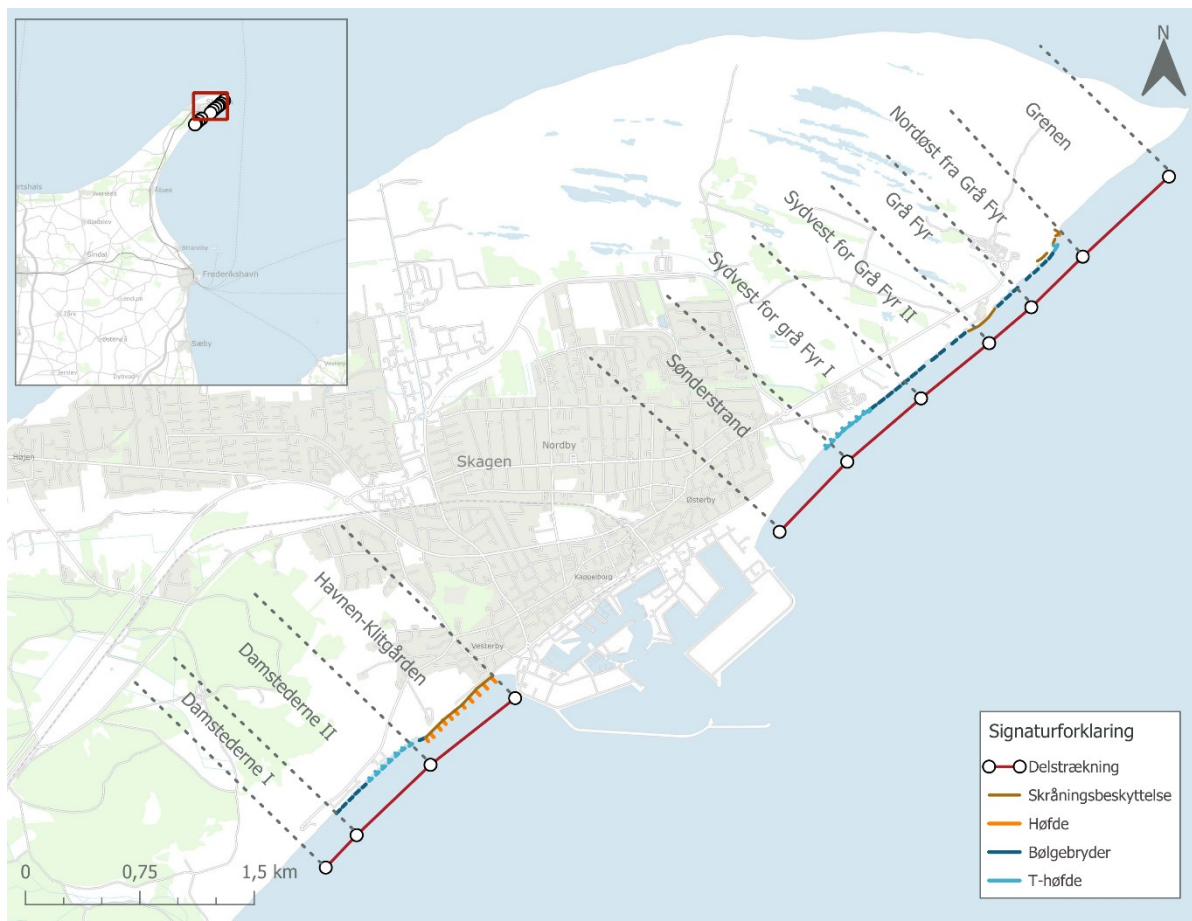 N
Grenen
Nordøst fra Grå Fyr
Grå Fyr
Sydvest for Grå Fyr II
Sydvest for grå Fyr I
Sønderstrand
Havnen-Klitgården
Damstederne II
Damstederne I
Frederikshavn
Sæby
Sindal
Højen
Skagen
Nordby
Østerby
Kappelborg
Vesterby
0
0,75
1,5 km
Signaturforklaring
Delstrækning
Skråningsbeskyttelse
Høfde
Bølgebryder
T-høfde